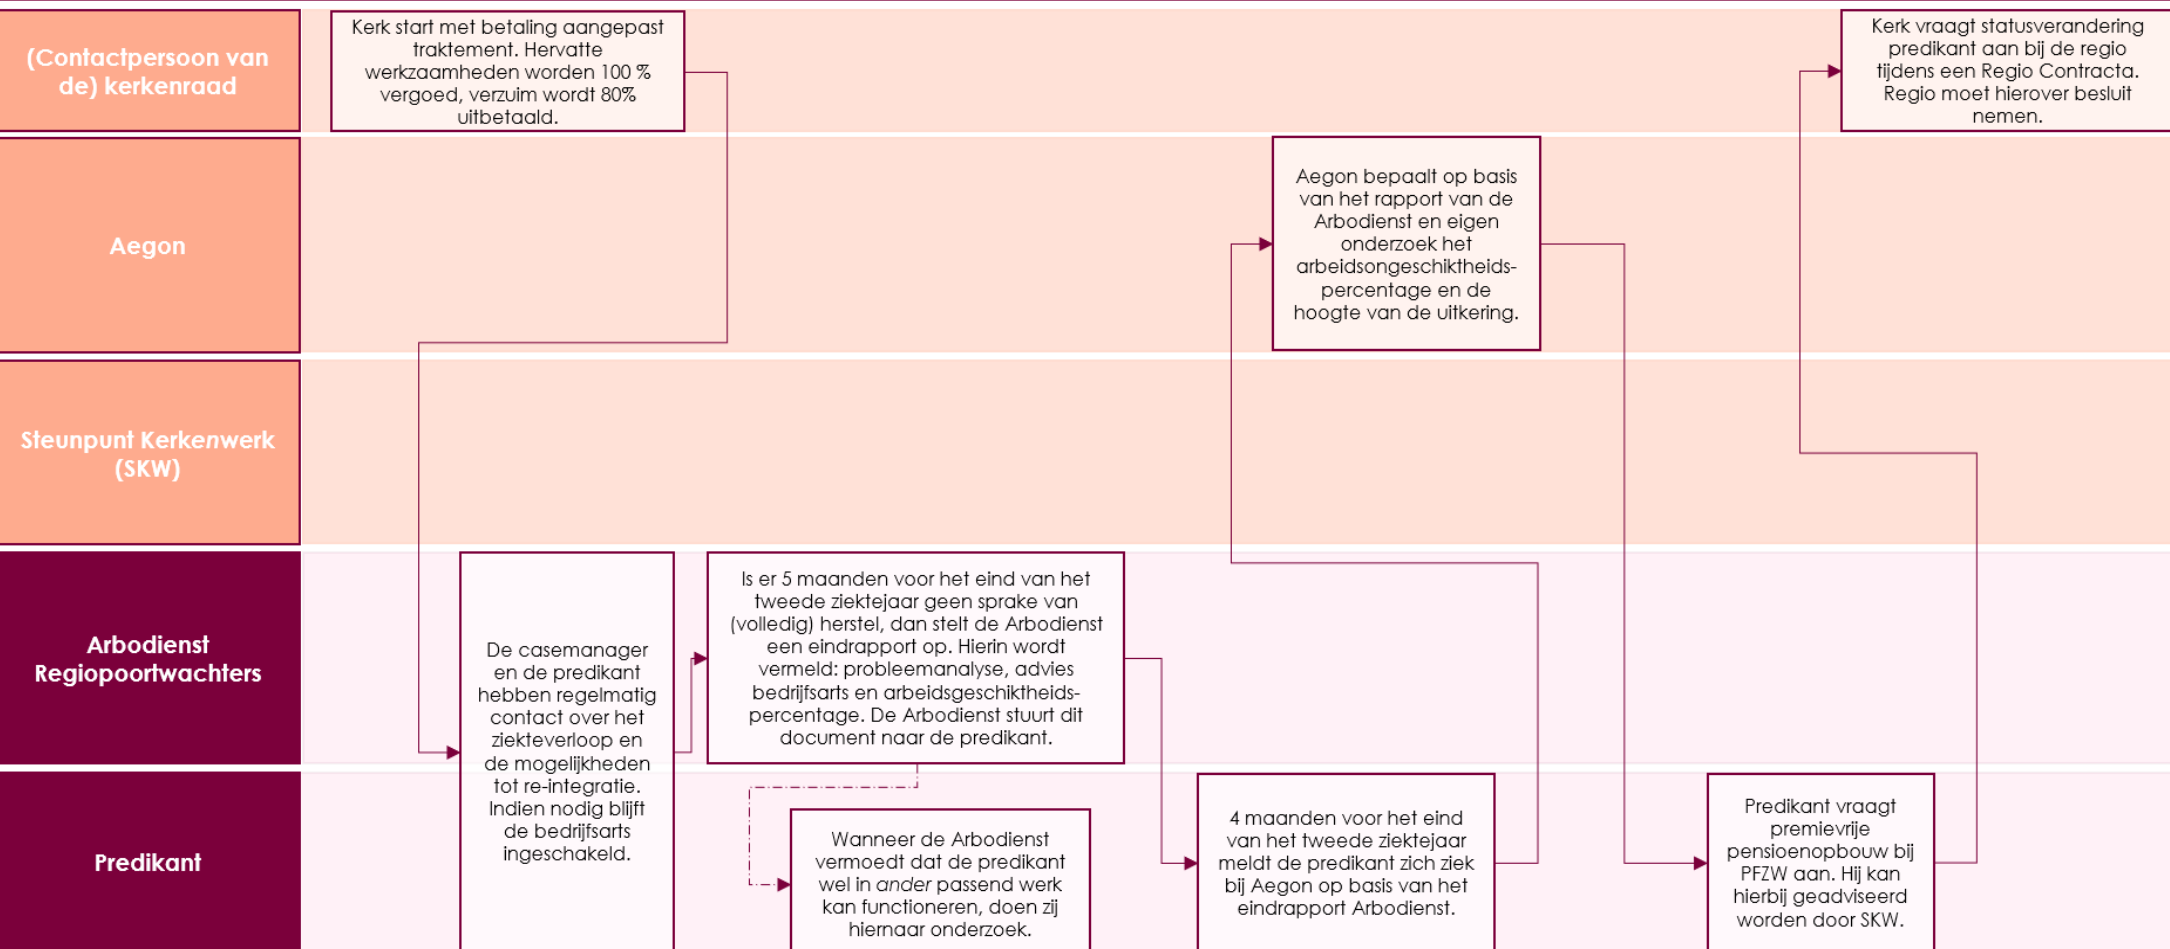 (Contactpersoon van
de) kerkenraad
Kerk start met betaling aangepast
traktement. Hervatte
werkzaamheden worden 100 %
vergoed, verzuim wordt 80%
uitbetaald.
Kerk vraagt statusverandering
predikant aan bij de regio
tijdens een Regio Contracta.
Regio moet hierover besluit
nemen.
Aegon
Aegon bepaalt op basis
van het rapport van de
Arbodienst en eigen
onderzoek het
arbeidsongeschiktheids-
percentage en de
hoogte van de uitkering.
Steunpunt Kerkenwerk
(SKW)
Arbodienst
Regiopoortwachters
De casemanager
en de predikant
hebben regelmatig
contact over het
ziekteverloop en
de mogelijkheden
tot re-integratie.
Indien nodig blijft
de bedrijfsarts
ingeschakeld.
Is er 5 maanden voor het eind van het
tweede ziektejaar geen sprake van
(volledig) herstel, dan stelt de Arbodienst
een eindrapport op. Hierin wordt
vermeld: probleemanalyse, advies
bedrijfsarts en arbeidsgeschiktheids-
percentage. De Arbodienst stuurt dit
document naar de predikant.
Predikant
Wanneer de Arbodienst
vermoedt dat de predikant
wel in ander passend werk
kan functioneren, doen zij
hiernaar onderzoek.
4 maanden voor het eind
van het tweede ziektejaar
meldt de predikant zich ziek
bij Aegon op basis van het
eindrapport Arbodienst.
Predikant vraagt
premievrije
pensioenopbouw bij
PFZW aan. Hij kan
hierbij geadviseerd
worden door SKW.